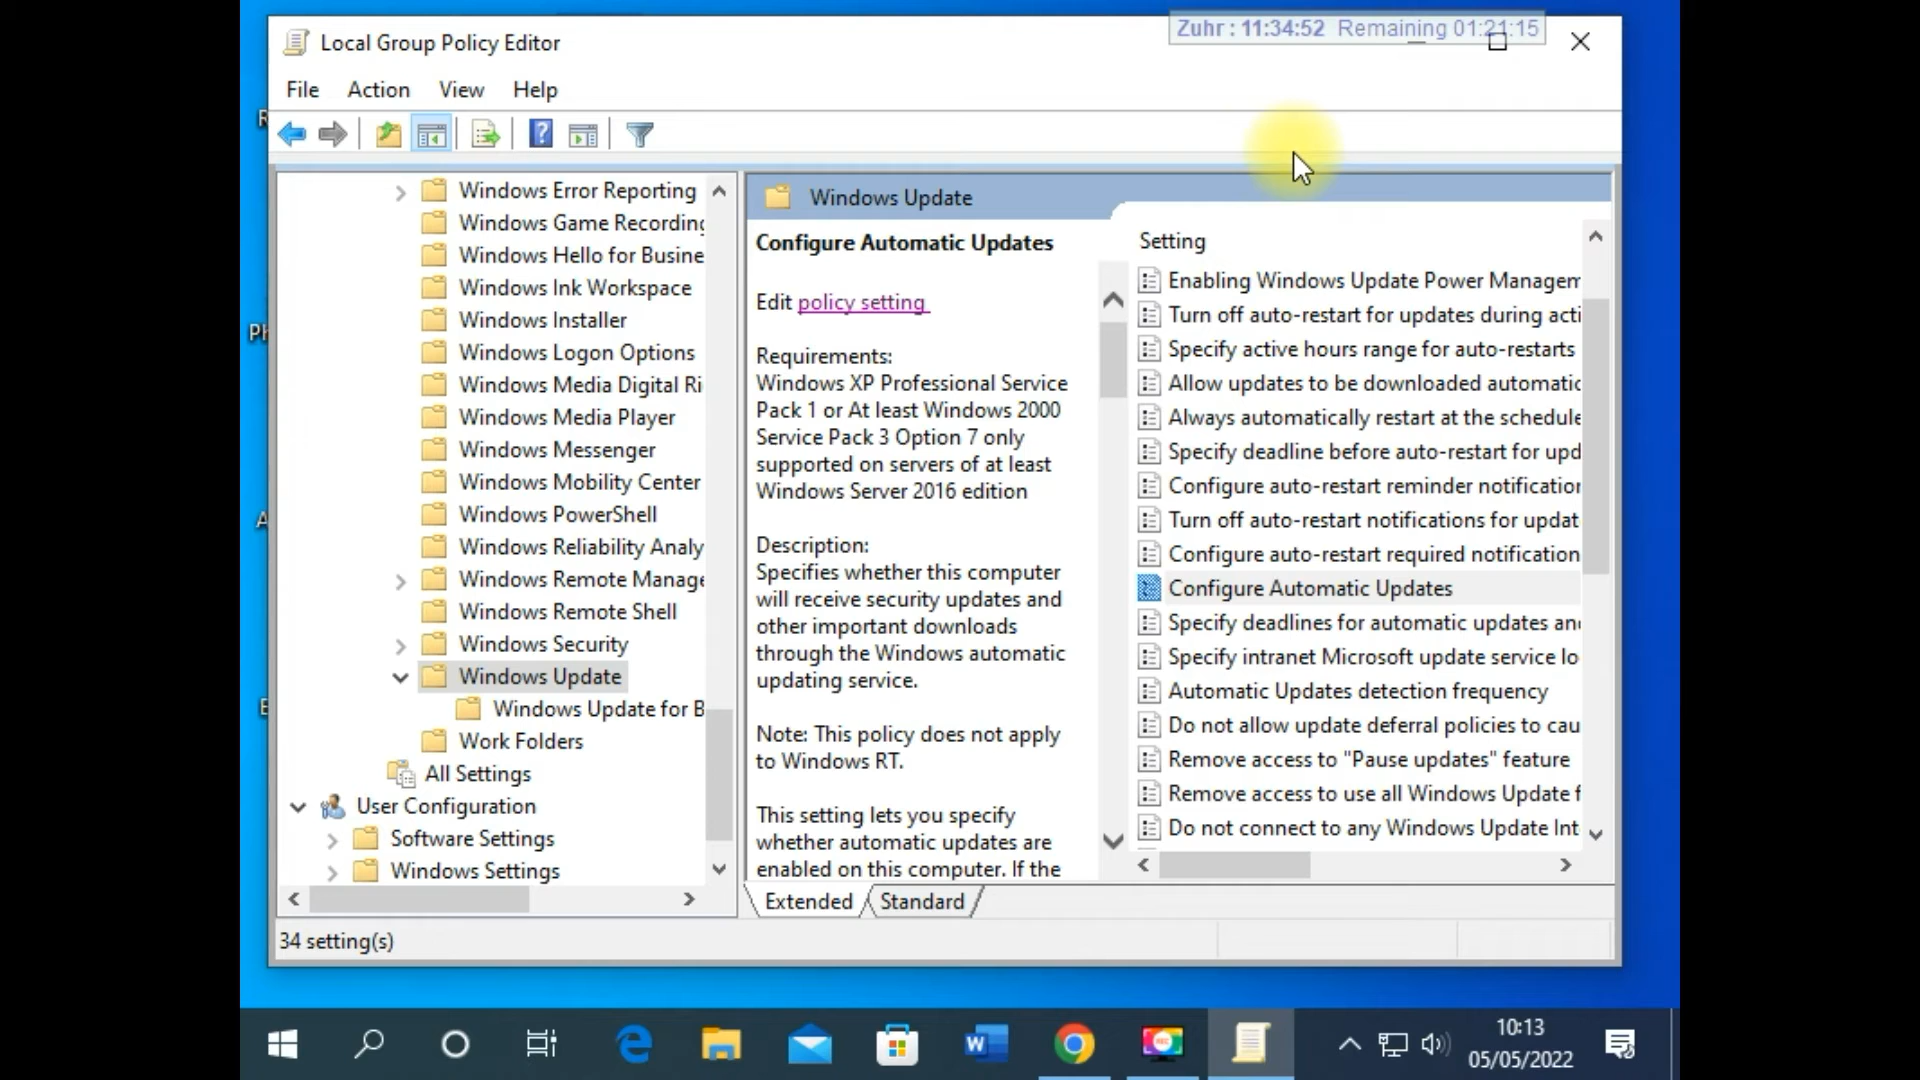 Local Group Policy Editor
Zuhr : 11:34:52 Remaining 01:21:15
File Action View Help
Windows Error Reporting
Windows Game Recording
Windows Hello for Busine
Windows Ink Workspace
Windows Installer
Windows Logon Options
Windows Media Digital Ri
Windows Media Player
Windows Messenger
Windows Mobility Center
Windows PowerShell
Windows Reliability Analy
Windows Remote Manage
Windows Remote Shell
Windows Security
Windows Update
Windows Update for B
Work Folders
All Settings
User Configuration
Software Settings
Windows Settings
Windows Update
Configure Automatic Updates
Edit policy setting
Requirements:
Windows XP Professional Service
Pack 1 or At least Windows 2000
Service Pack 3 Option 7 only
supported on servers of at least
Windows Server 2016 edition
Description:
Specifies whether this computer
will receive security updates and
other important downloads
through the Windows automatic
updating service.
Note: This policy does not apply
to Windows RT.
This setting lets you specify
whether automatic updates are
enabled on this computer. If the
Setting
Enabling Windows Update Power Managem
Turn off auto-restart for updates during acti
Specify active hours range for auto-restarts
Allow updates to be downloaded automatic
Always automatically restart at the schedule
Specify deadline before auto-restart for upd
Configure auto-restart reminder notification
Turn off auto-restart notifications for updat
Configure auto-restart required notification
Configure Automatic Updates
Specify deadlines for automatic updates and
Specify intranet Microsoft update service lo
Automatic Updates detection frequency
Do not allow update deferral policies to cau
Remove access to "Pause updates" feature
Remove access to use all Windows Update f
Do not connect to any Windows Update Int
Extended Standard
34 setting(s)
R
Ph
A
E
10:13
05/05/2022